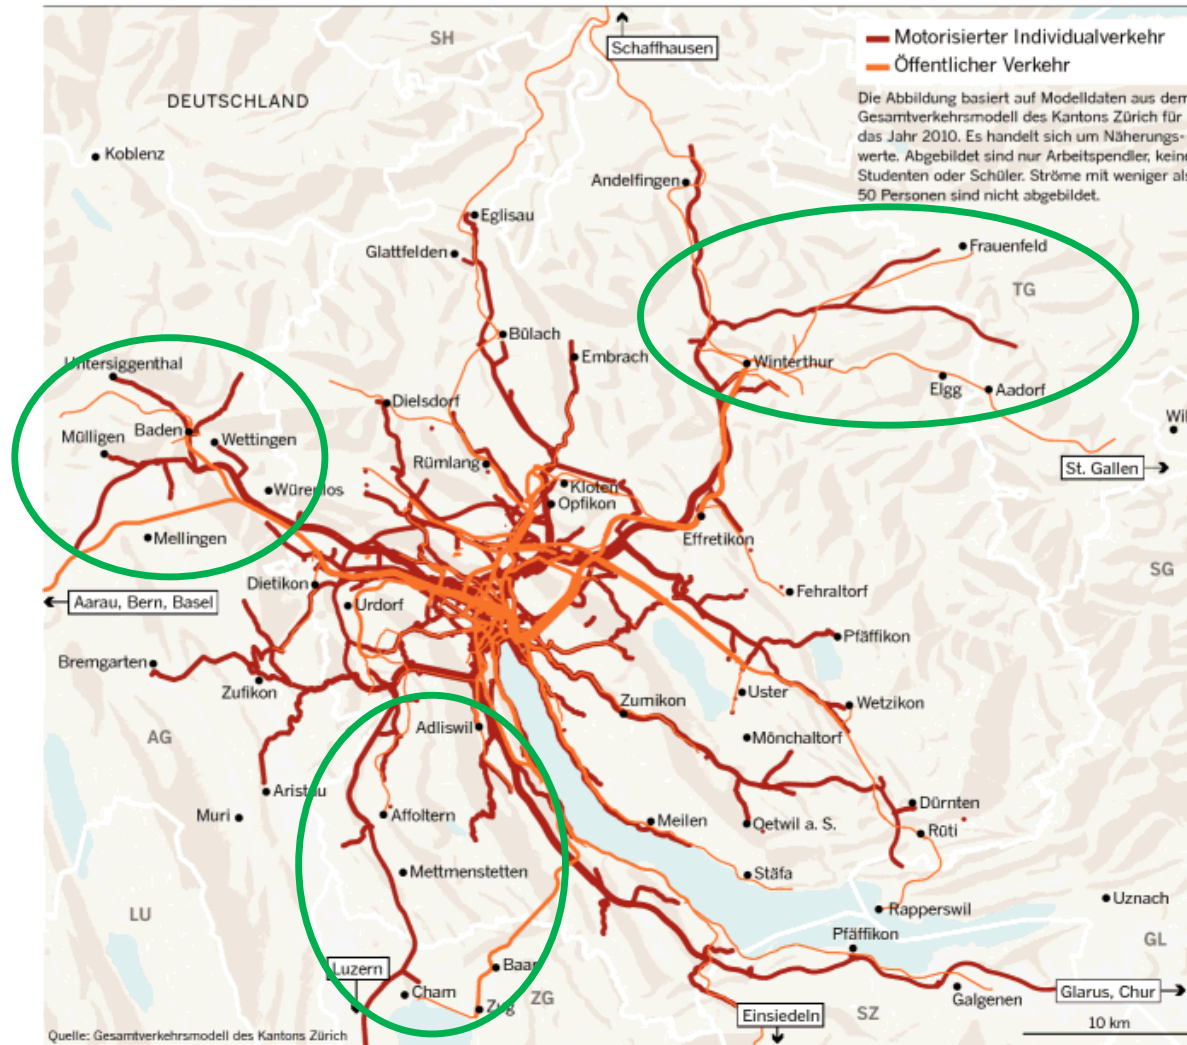 SH
Schaffhausen
Motorisierter Individualverkehr
Öffentlicher Verkehr
Die Abbildung basiert auf Modelldaten aus dem
Gesamtverkehrsmodell des Kantons Zürich für
das Jahr 2010. Es handelt sich um Näherungs-
werte. Abgebildet sind nur Arbeitspendler, keine
Studenten oder Schüler. Ströme mit weniger als
50 Personen sind nicht abgebildet.
DEUTSCHLAND
Koblenz
Andelfingen
Eglisau
Glattfelden
Frauenfeld
TG
Bülach
Embrach
Winterthur
Untersiggenthal
Elgg
Aadorf
Dielsdorf
Wil
Baden
Mülligen
Wettingen
Rümlang
St. Gallen
Kloten
Würenlos
Opfikon
Mellingen
Effretikon
SG
Dietikon
Fehraltorf
Aarau, Bern, Basel
Urdorf
Pfäffikon
Bremgarten
Zufikon
Uster
Zumikon
Wetzikon
Adliswil
AG
Mönchaltorf
Aristau
Dürnten
Muri
Affoltern
Meilen
Oetwil a. S.
Rüti
Mettmenstetten
Stäfa
Uznach
LU
Rapperswil
Pfäffikon
GL
Luzern
Baar
Cham
ZG
Galgenen
Glarus, Chur
Zug
Einsiedeln
SZ
10 km
Quelle: Gesamtverkehrsmodell des Kantons Zürich